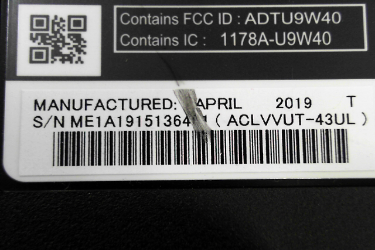 Contains FCC ID : ADTU9W40
Contains IC : 1178A-U9W40
MANUFACTURED: APRIL 2019 T
S/N (ACLVVUT-43UL)